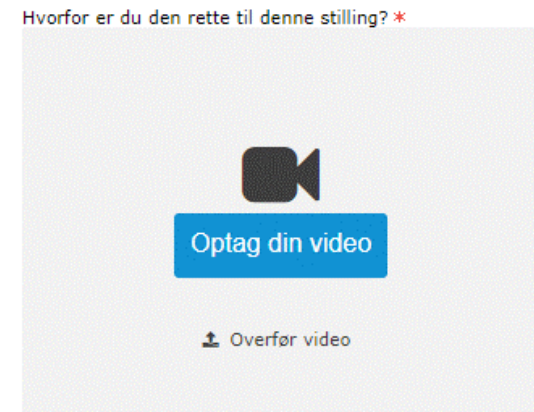 Hvorfor er du den rette til denne stilling? *
Optag din video
Overfør video